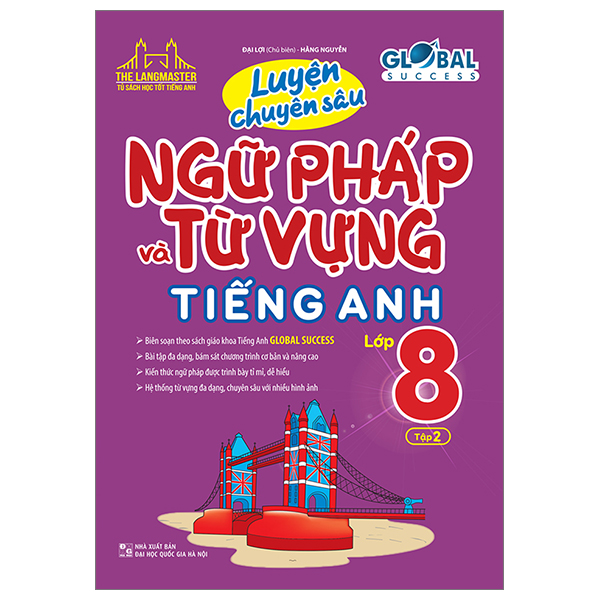 ĐẠI LỢI (Chủ biên) - HẰNG NGUYỄN
THE LANGMASTER
TỦ SÁCH HỌC TỐT TIẾNG ANH
GLOBAL
SUCCESS
Luyện
chuyên sâu
NGỮ PHÁP
và TỪ VỰNG
TIẾNG ANH
Biên soạn theo sách giáo khoa Tiếng Anh GLOBAL SUCCESS
Bài tập đa dạng, bám sát chương trình cơ bản và nâng cao
Kiến thức ngữ pháp được trình bày tỉ mỉ, dễ hiểu
Hệ thống từ vựng đa dạng, chuyên sâu với nhiều hình ảnh
Lớp
8
Tập 2
NHÀ XUẤT BẢN
ĐẠI HỌC QUỐC GIA HÀ NỘI